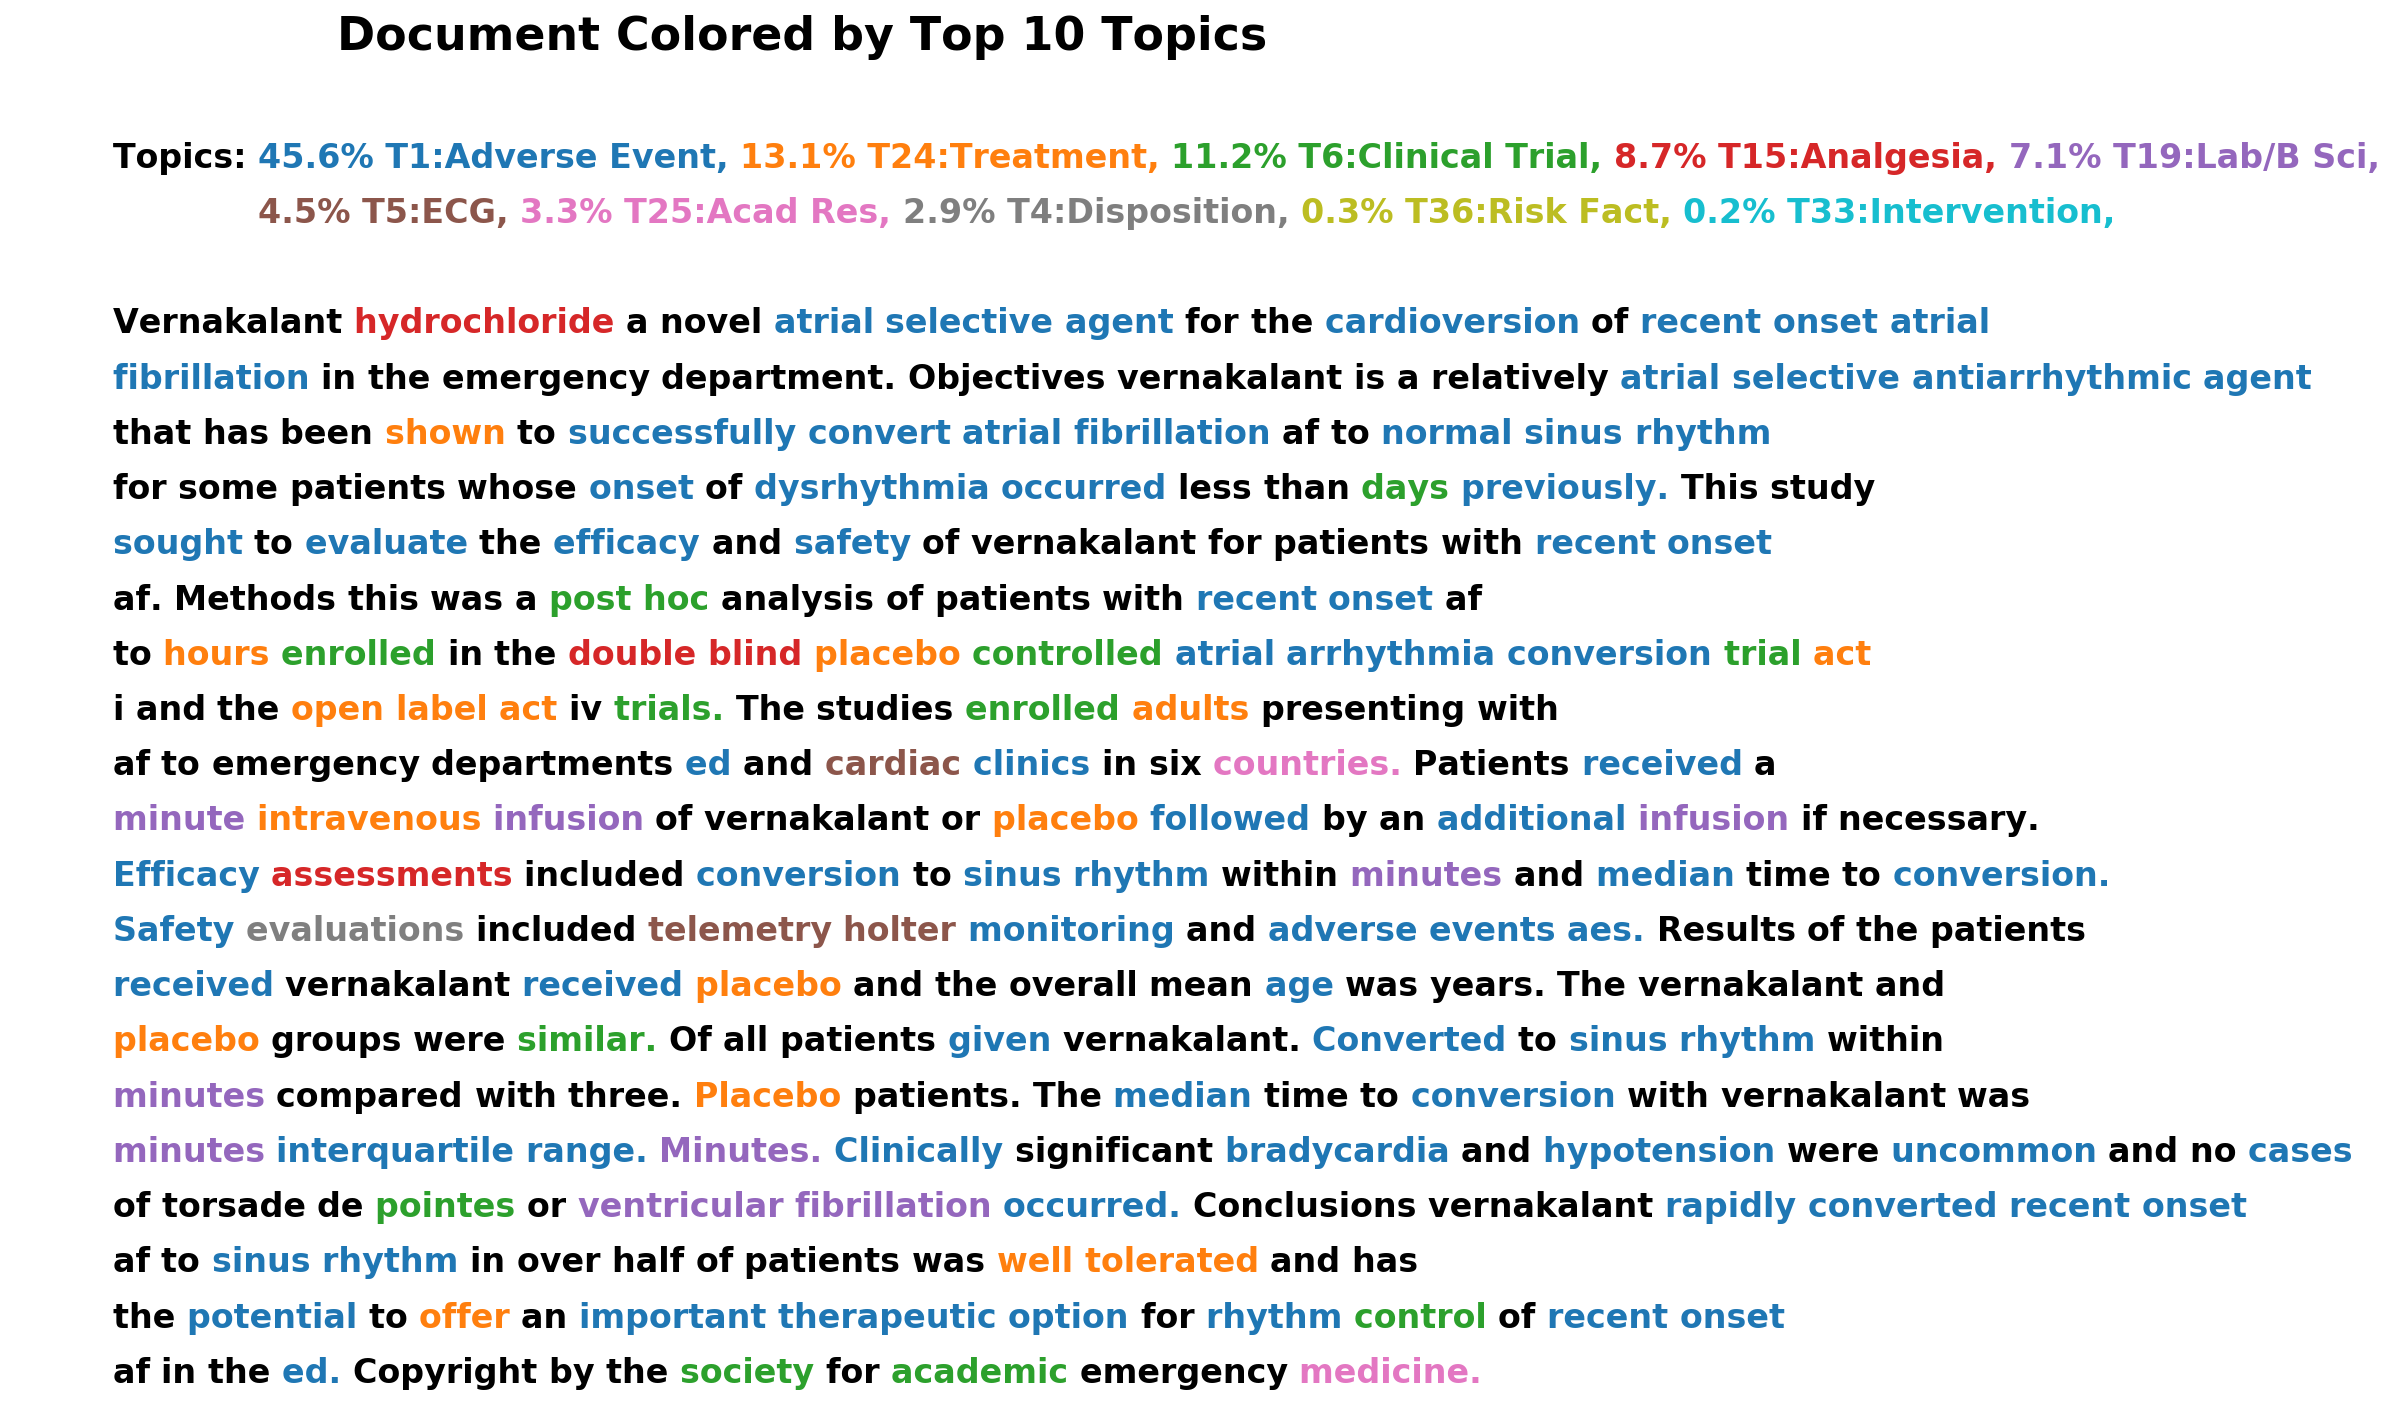 Document Colored by Top 10 Topics
Topics: 45.6% T1:Adverse Event, 13.1% T24:Treatment, 11.2% T6:Clinical Trial, 8.7% T15:Analgesia, 7.1% T19:Lab/B Sci,
4.5% T5:ECG, 3.3% T25:Acad Res, 2.9% T4:Disposition, 0.3% T36:Risk Fact, 0.2% T33:Intervention,
Vernakalant hydrochloride a novel atrial selective agent for the cardioversion of recent onset atrial
fibrillation in the emergency department. Objectives vernakalant is a relatively atrial selective antiarrhythmic agent
that has been shown to successfully convert atrial fibrillation af to normal sinus rhythm
for some patients whose onset of dysrhythmia occurred less than days previously. This study
sought to evaluate the efficacy and safety of vernakalant for patients with recent onset
af. Methods this was a post hoc analysis of patients with recent onset af
to hours enrolled in the double blind placebo controlled atrial arrhythmia conversion trial act
i and the open label act iv trials. The studies enrolled adults presenting with
af to emergency departments ed and cardiac clinics in six countries. Patients received a
minute intravenous infusion of vernakalant or placebo followed by an additional infusion if necessary.
Efficacy assessments included conversion to sinus rhythm within minutes and median time to conversion.
Safety evaluations included telemetry holter monitoring and adverse events aes. Results of the patients
received vernakalant received placebo and the overall mean age was years. The vernakalant and
placebo groups were similar. Of all patients given vernakalant. Converted to sinus rhythm within
minutes compared with three. Placebo patients. The median time to conversion with vernakalant was
minutes interquartile range. Minutes. Clinically significant bradycardia and hypotension were uncommon and no cases
of torsade de pointes or ventricular fibrillation occurred. Conclusions vernakalant rapidly converted recent onset
af to sinus rhythm in over half of patients was well tolerated and has
the potential to offer an important therapeutic option for rhythm control of recent onset
af in the ed. Copyright by the society for academic emergency medicine.